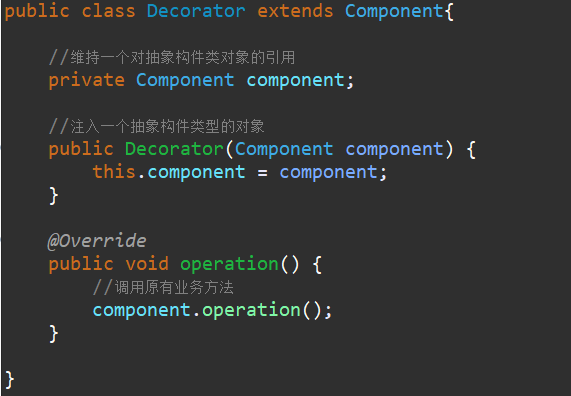 public class Decorator extends Component{
//维持一个对抽象构件类对象的引用
private Component component;
//注入一个抽象构件类型的对象
public Decorator(Component component) {
this.component = component;
}
@Override
public void operation() {
//调用原有业务方法
component.operation();
}
}